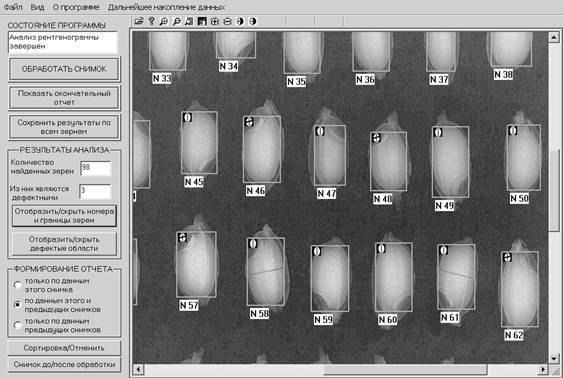 Файл Вид О программе Дальнейшее накопление данных
СОСТОЯНИЕ ПРОГРАММЫ
Анализ рентгенограммы
завершен
ОБРАБОТАТЬ СНИМОК
Показать окончательный
отчет
Сохранить результаты по
всем зернам
РЕЗУЛЬТАТЫ АНАЛИЗА
Количество
найденных зерен
98
Из них являются
дефектными
3
Отобразить/скрыть номера
и границы зерен
Отобразить/скрыть
дефектые области
ФОРМИРОВАНИЕ ОТЧЕТА
только по данным
этого снимка
по данным этого и
предыдущих снимков
только по данным
предыдущих снимков
Сортировка/Отменить
Снимок до/после обработки
N 33
N 34
N 35
N 36
N 37
N 38
N 45
N 46
N 47
N 48
N 49
N 50
N 57
N 58
N 59
N 60
N 61
N 62